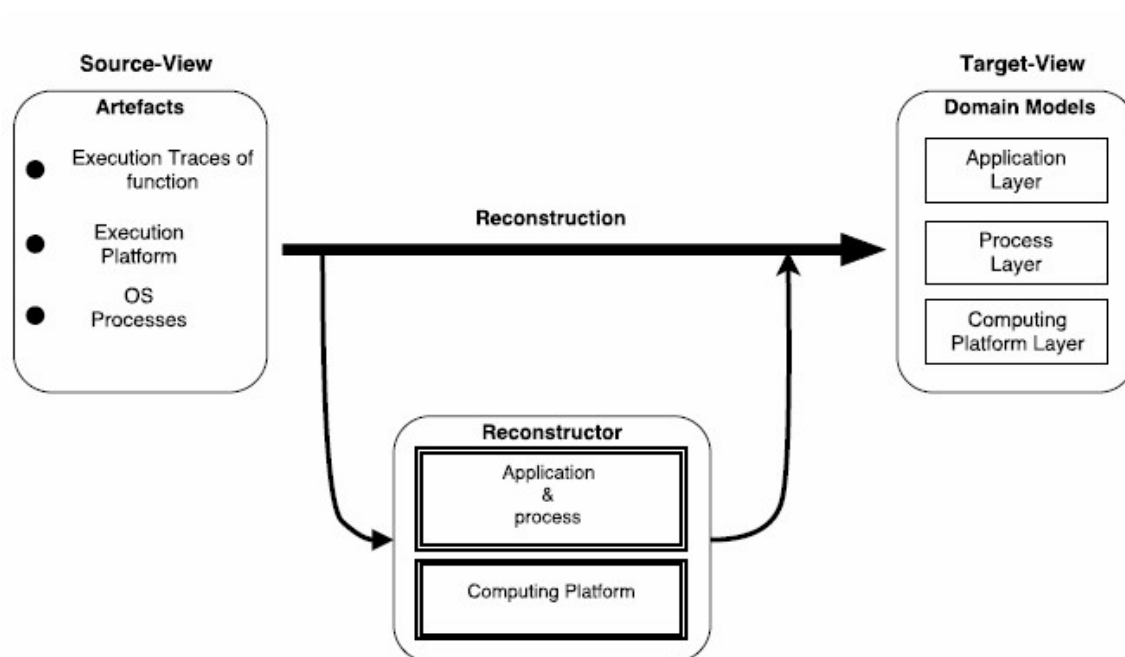 Source-View
Artefacts
Execution Traces of
function
Execution
Platform
OS
Processes
Reconstruction
Target-View
Domain Models
Application
Layer
Process
Layer
Computing
Platform Layer
Reconstructor
Application
&
process
Computing Platform